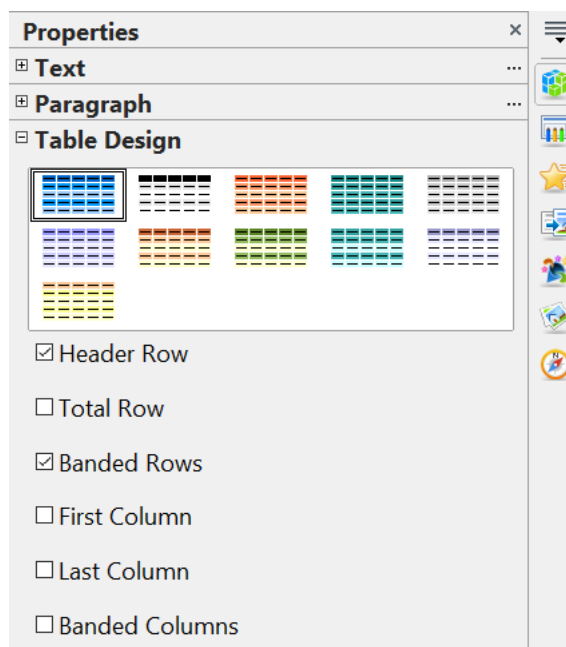 Properties
Text
Paragraph
Table Design
Header Row
Total Row
Banded Rows
First Column
Last Column
Banded Columns